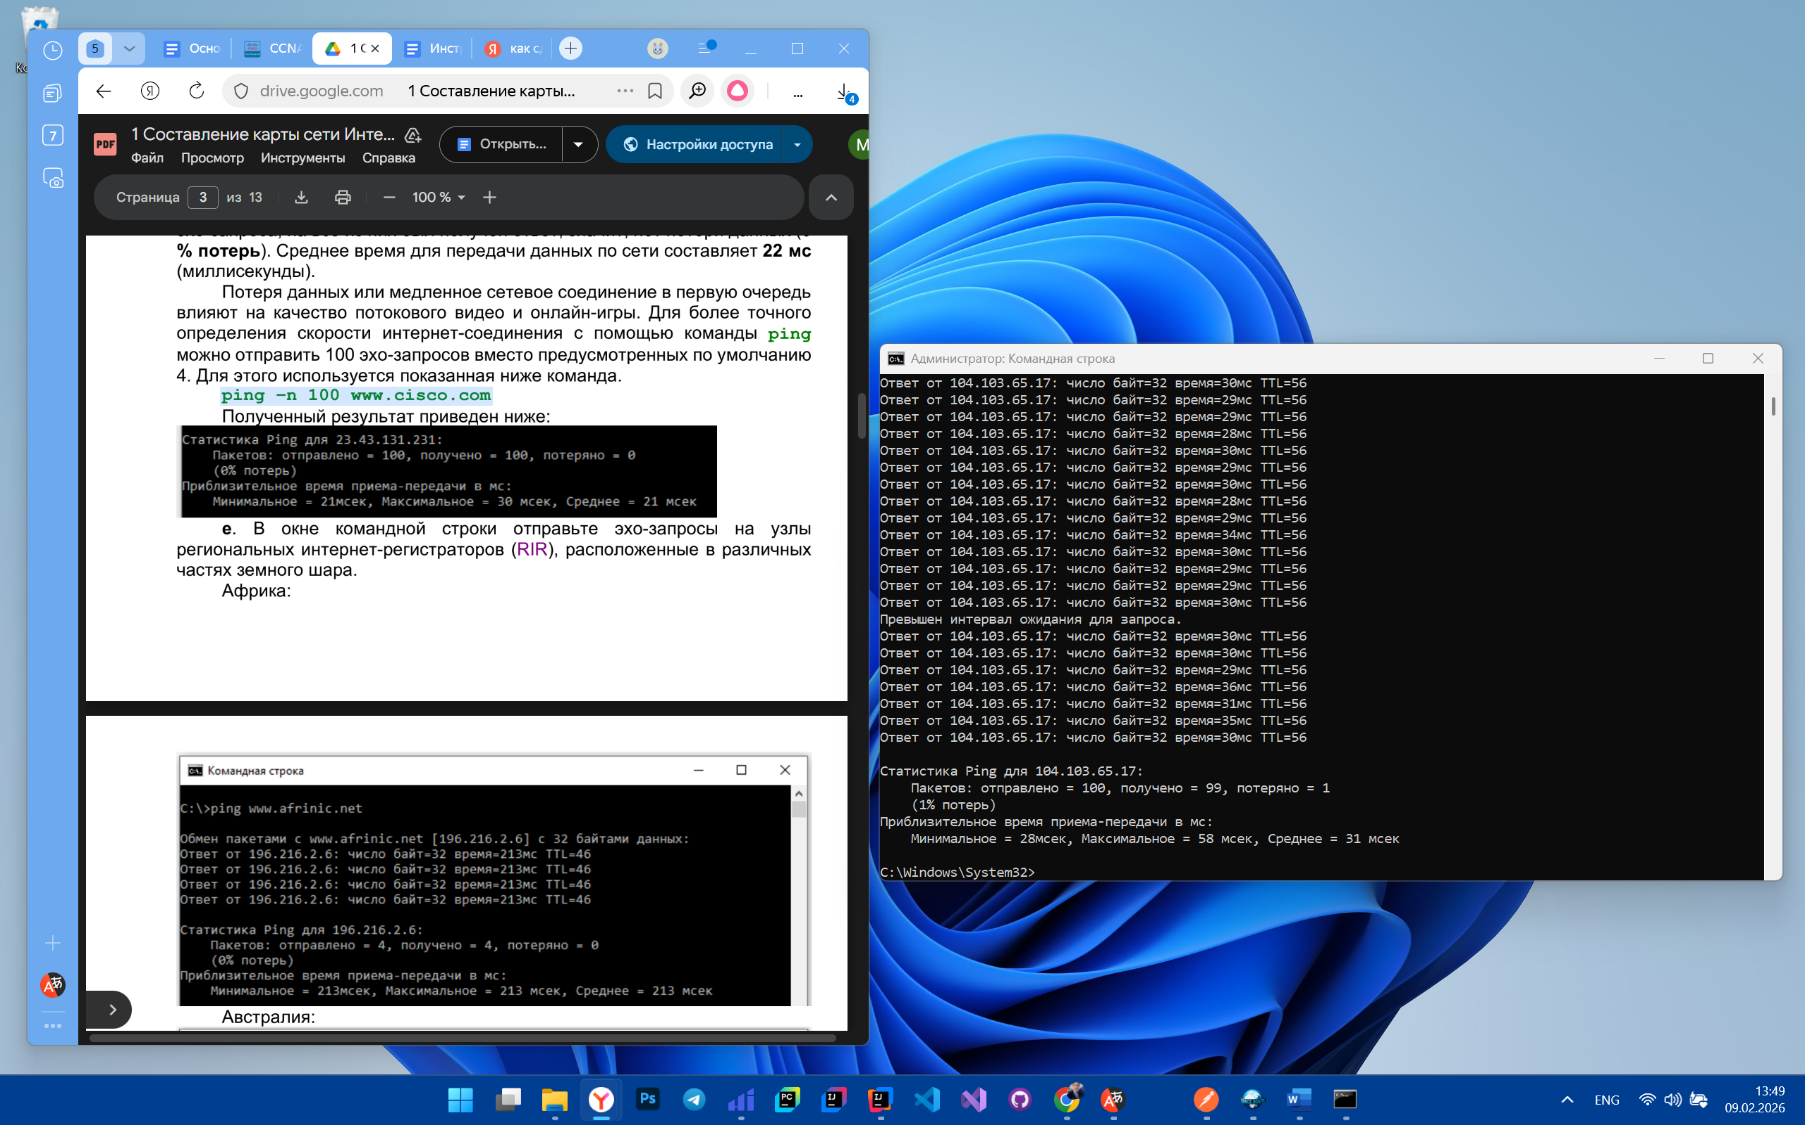 5
Осно
CCNA
1 С
Инст
как с
drive.google.com
1 Составление карты...
4
7
PDF
1 Составление карты сети Инте...
Файл
Просмотр
Инструменты
Справка
Открыть...
Настройки доступа
M
Страница
3
из 13
100 %
% потерь). Среднее время для передачи данных по сети составляет 22 мс
(миллисекунды).
Потеря данных или медленное сетевое соединение в первую очередь
влияют на качество потокового видео и онлайн-игры. Для более точного
определения скорости интернет-соединения с помощью команды ping
можно отправить 100 эхо-запросов вместо предусмотренных по умолчанию
4. Для этого используется показанная ниже команда.
ping –n 100 www.cisco.com
Полученный результат приведен ниже:
Статистика Ping для 23.43.131.231:
Пакетов: отправлено = 100, получено = 100, потеряно = 0
(0% потерь)
Приблизительное время приема-передачи в мс:
Минимальное = 21мсек, Максимальное = 30 мсек, Среднее = 21 мсек
е. В окне командной строки отправьте эхо-запросы на узлы
региональных интернет-регистраторов (RIR), расположенные в различных
частях земного шара.
Африка:
Командная строка
C:\>ping www.afrinic.net
Обмен пакетами с www.afrinic.net [196.216.2.6] с 32 байтами данных:
Ответ от 196.216.2.6: число байт=32 время=213мс TTL=46
Ответ от 196.216.2.6: число байт=32 время=213мс TTL=46
Ответ от 196.216.2.6: число байт=32 время=213мс TTL=46
Ответ от 196.216.2.6: число байт=32 время=213мс TTL=46
Статистика Ping для 196.216.2.6:
Пакетов: отправлено = 4, получено = 4, потеряно = 0
(0% потерь)
Приблизительное время приема-передачи в мс:
Минимальное = 213мсек, Максимальное = 213 мсек, Среднее = 213 мсек
Австралия:
Администратор: Командная строка
Ответ от 104.103.65.17: число байт=32 время=30мс TTL=56
Ответ от 104.103.65.17: число байт=32 время=29мс TTL=56
Ответ от 104.103.65.17: число байт=32 время=29мс TTL=56
Ответ от 104.103.65.17: число байт=32 время=28мс TTL=56
Ответ от 104.103.65.17: число байт=32 время=30мс TTL=56
Ответ от 104.103.65.17: число байт=32 время=29мс TTL=56
Ответ от 104.103.65.17: число байт=32 время=30мс TTL=56
Ответ от 104.103.65.17: число байт=32 время=28мс TTL=56
Ответ от 104.103.65.17: число байт=32 время=29мс TTL=56
Ответ от 104.103.65.17: число байт=32 время=34мс TTL=56
Ответ от 104.103.65.17: число байт=32 время=30мс TTL=56
Ответ от 104.103.65.17: число байт=32 время=29мс TTL=56
Ответ от 104.103.65.17: число байт=32 время=29мс TTL=56
Ответ от 104.103.65.17: число байт=32 время=30мс TTL=56
Превышен интервал ожидания для запроса.
Ответ от 104.103.65.17: число байт=32 время=30мс TTL=56
Ответ от 104.103.65.17: число байт=32 время=30мс TTL=56
Ответ от 104.103.65.17: число байт=32 время=29мс TTL=56
Ответ от 104.103.65.17: число байт=32 время=36мс TTL=56
Ответ от 104.103.65.17: число байт=32 время=31мс TTL=56
Ответ от 104.103.65.17: число байт=32 время=35мс TTL=56
Ответ от 104.103.65.17: число байт=32 время=30мс TTL=56
Статистика Ping для 104.103.65.17:
Пакетов: отправлено = 100, получено = 99, потеряно = 1
(1% потерь)
Приблизительное время приема-передачи в мс:
Минимальное = 28мсек, Максимальное = 58 мсек, Среднее = 31 мсек
C:\Windows\System32>
ENG
13:49
09.02.2026